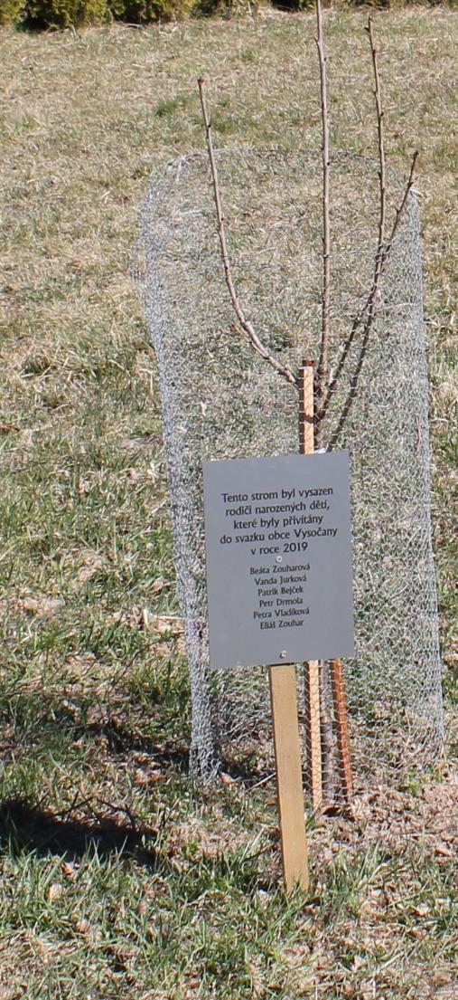 Tento strom byl vysazen
rodiči narozených dětí,
které byly přivítány
do svazku obce Vysočany
v roce 2019
Beáta Zouharová
Vanda Jurková
Patrik Bejček
Petr Drmola
Petra Vladíková
Eliáš Zouhar